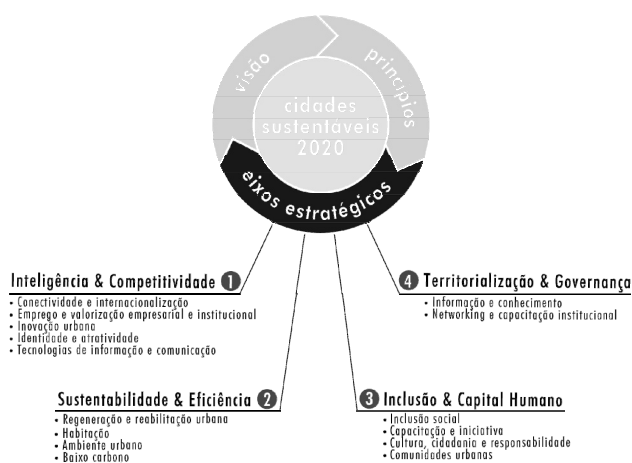 visão
princípios
cidades
sustentáveis
2020
eixos estratégicos
Inteligência & Competitividade 1
• Conectividade e internacionalização
• Emprego e valorização empresarial e institucional
• Inovação urbana
• Identidade e atratividade
• Tecnologias de informação e comunicação
4 Territorialização & Governança
• Informação e conhecimento
• Networking e capacitação institucional
Sustentabilidade & Eficiência 2
• Regeneração e reabilitação urbana
• Habitação
• Ambiente urbano
• Baixo carbono
3 Inclusão & Capital Humano
• Inclusão social
• Capacitação e iniciativa
• Cultura, cidadania e responsabilidade
• Comunidades urbanas